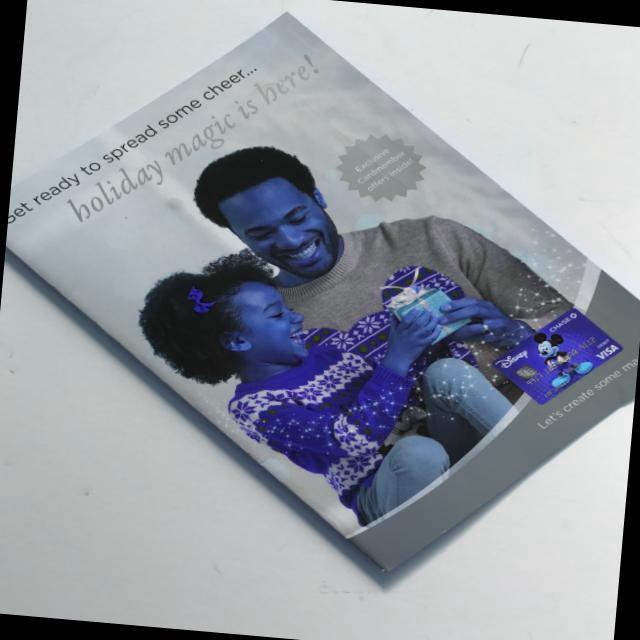 Get ready to spread some cheer...
holiday magic is here!
Exclusive
Cardmember
offers inside!
CHASE
Disney
VISA
Let's create some